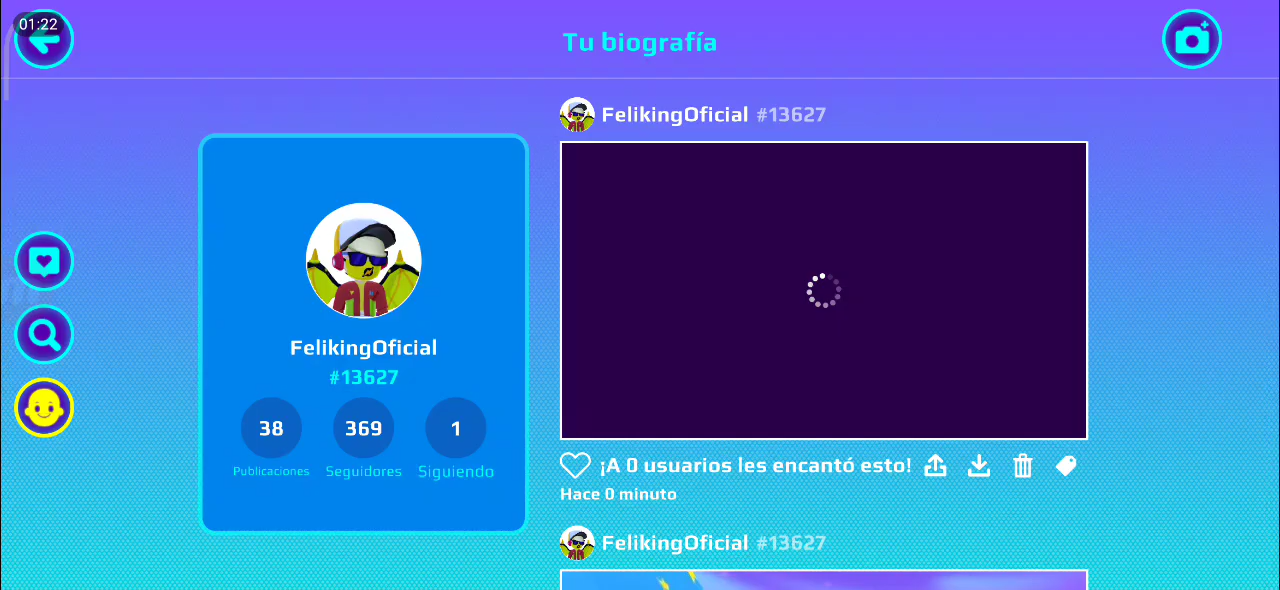 01:22
Tu biografía
FelikingOficial #13627
FelikingOficial
#13627
38 369 1
Publicaciones Seguidores Siguiendo
¡A 0 usuarios les encantó esto!
Hace 0 minuto
FelikingOficial #13627